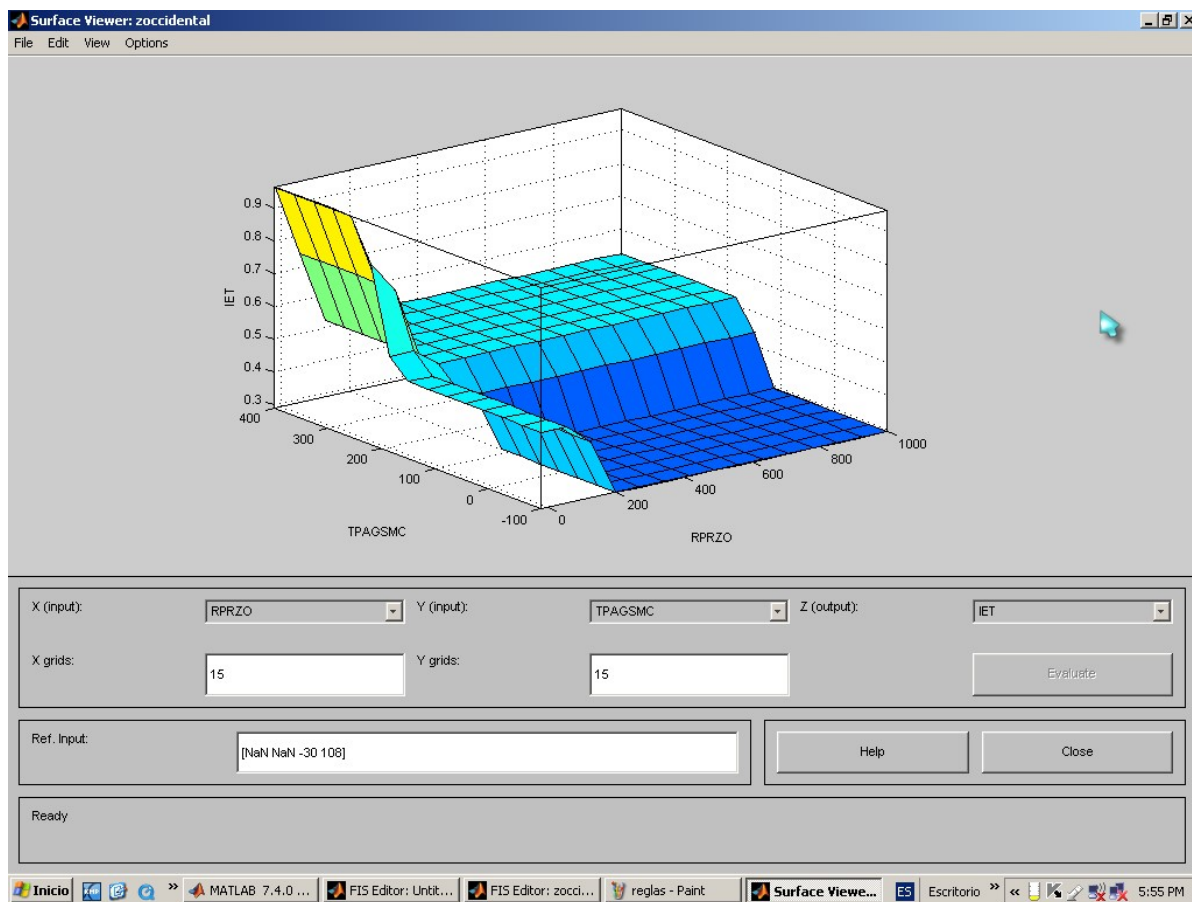 Surface Viewer: zoccidental
File Edit View Options
0.9
0.8
0.7
0.6
0.5
0.4
0.3
IET
400
300
200
100
0
-100
TPAGSMC
0
200
400
600
800
1000
RPRZO
X (input): RPRZO Y (input): TPAGSMC Z (output): IET
X grids: 15 Y grids: 15 Evaluate
Ref. Input: [NaN NaN -30 108] Help Close
Ready
Inicio » MATLAB 7.4.0 ... FIS Editor: Untit... FIS Editor: zocci... reglas - Paint Surface Viewe... ES Escritorio » « 5:55 PM